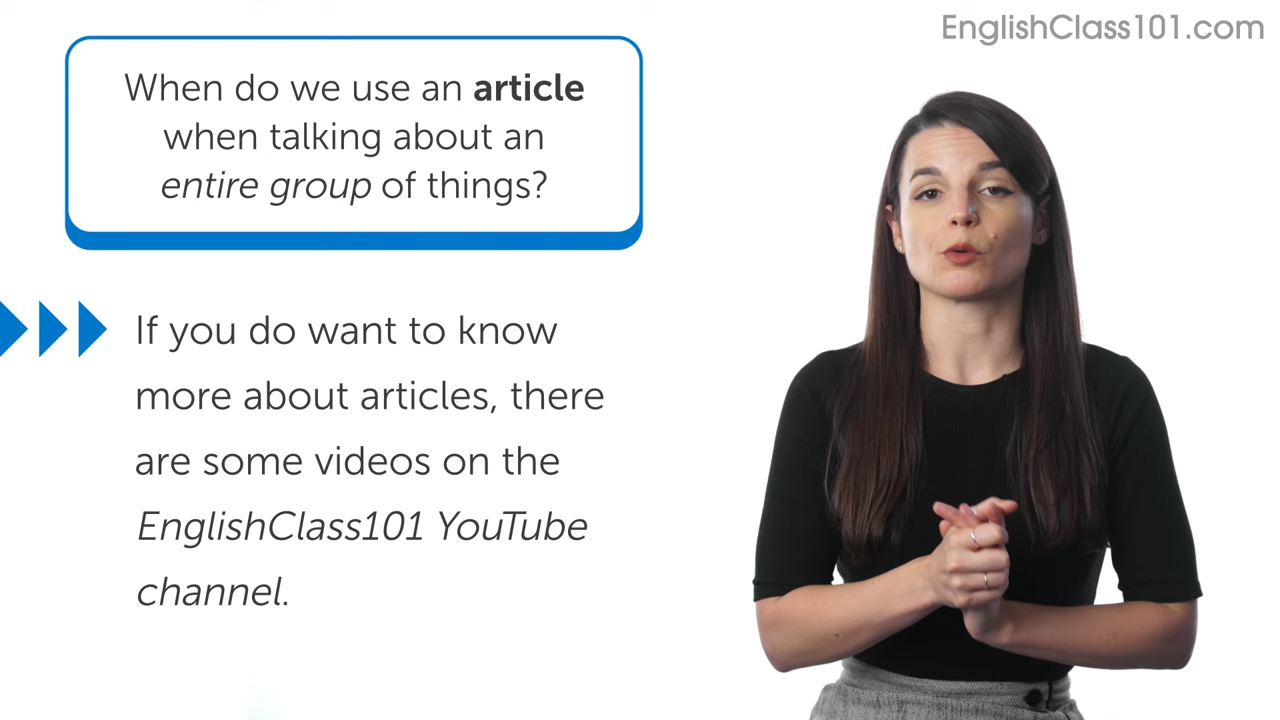 EnglishClass101.com
When do we use an article
when talking about an
entire group of things?
If you do want to know
more about articles, there
are some videos on the
EnglishClass101 YouTube
channel.